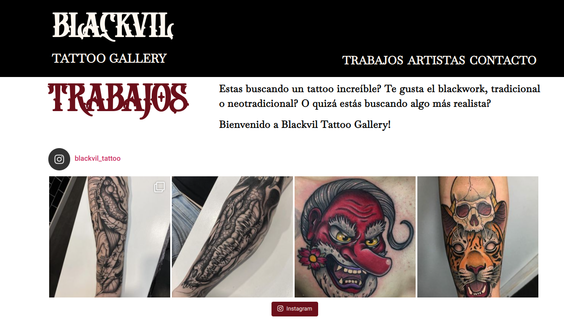 BLACKVIL
TATTOO GALLERY
TRABAJOS ARTISTAS CONTACTO
TRABAJOS
Estas buscando un tattoo increíble? Te gusta el blackwork, tradicional
o neotradicional? O quizá estás buscando algo más realista?
Bienvenido a Blackvil Tattoo Gallery!
blackvil_tattoo
Instagram